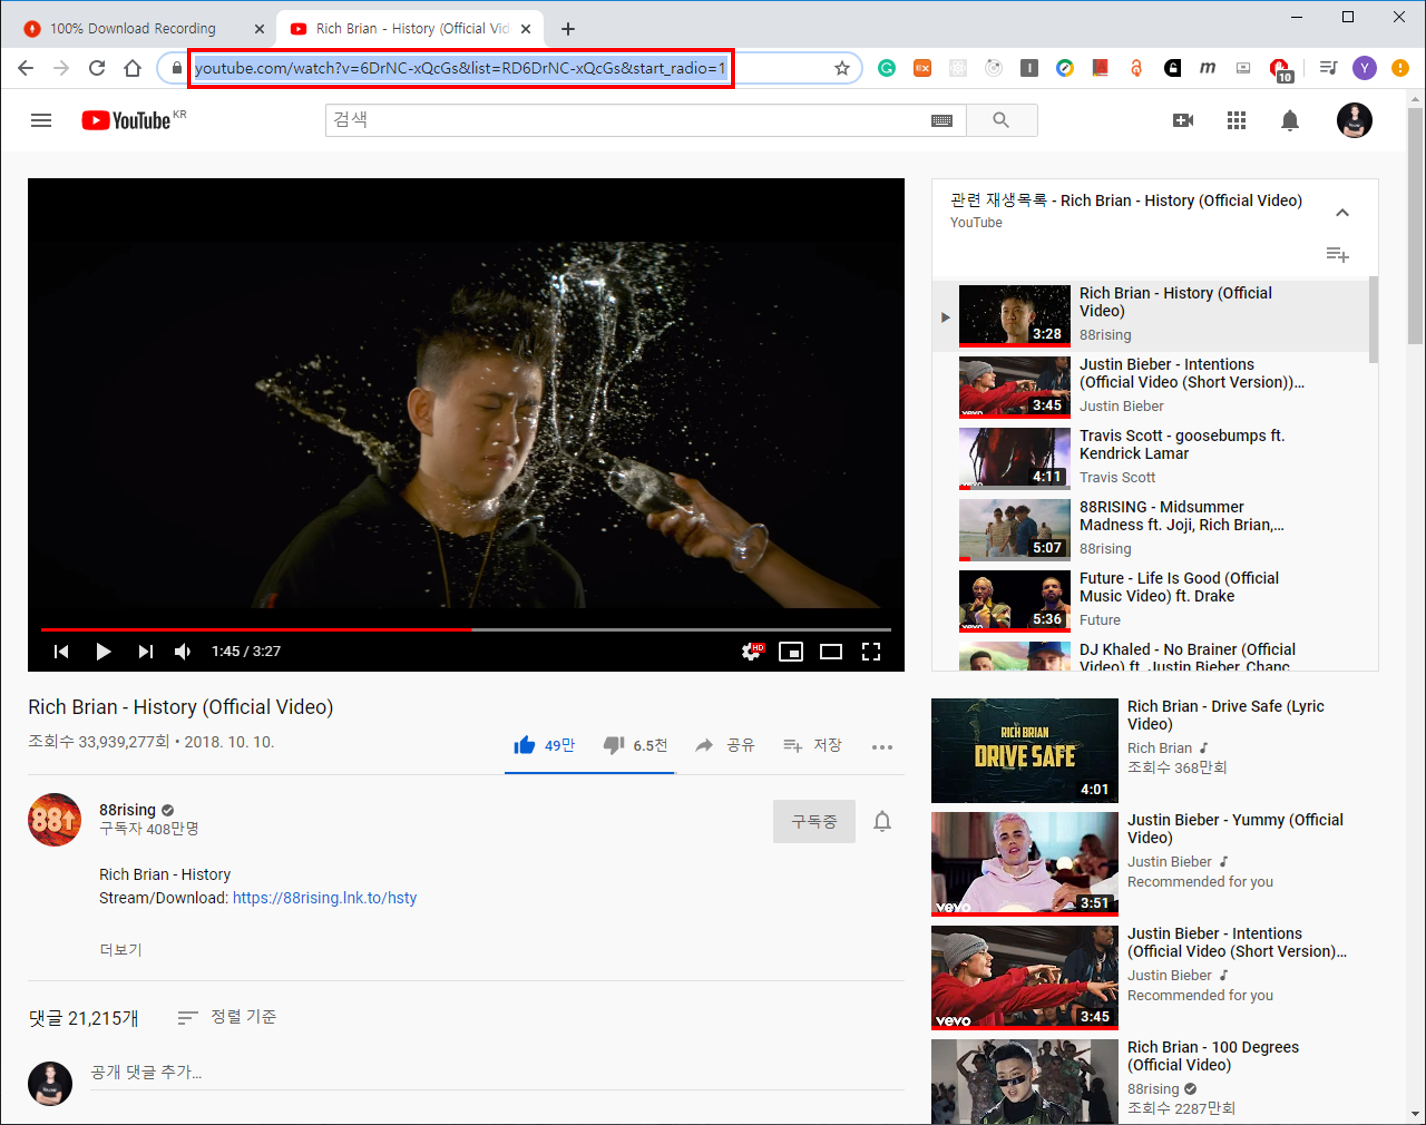 100% Download Recording
Rich Brian - History (Official Vid
youtube.com/watch?v=6DrNC-xQcGs&list=RD6DrNC-xQcGs&start_radio=1
10
Y
YouTube KR
검색
관련 재생목록 - Rich Brian - History (Official Video)
YouTube
Rich Brian - History (Official
Video)
88rising
3:28
Justin Bieber - Intentions
(Official Video (Short Version))...
Justin Bieber
vevo
3:45
Travis Scott - goosebumps ft.
Kendrick Lamar
Travis Scott
vevo
4:11
88RISING - Midsummer
Madness ft. Joji, Rich Brian,...
88rising
5:07
Future - Life Is Good (Official
Music Video) ft. Drake
Future
vevo
5:36
DJ Khaled - No Brainer (Official
Video) ft. Justin Bieber, Chanc
1:45 / 3:27
HD
Rich Brian - History (Official Video)
조회수 33,939,277회 • 2018. 10. 10.
49만
6.5천
공유
저장
88rising
구독자 408만명
구독중
Rich Brian - History
Stream/Download: https://88rising.lnk.to/hsty
더보기
댓글 21,215개
정렬 기준
공개 댓글 추가...
RICH BRIAN
DRIVE SAFE
4:01
Rich Brian - Drive Safe (Lyric
Video)
Rich Brian
조회수 368만회
vevo
3:51
Justin Bieber - Yummy (Official
Video)
Justin Bieber
Recommended for you
vevo
3:45
Justin Bieber - Intentions
(Official Video (Short Version)...
Justin Bieber
Recommended for you
Rich Brian - 100 Degrees
(Official Video)
88rising
조회수 2287만회